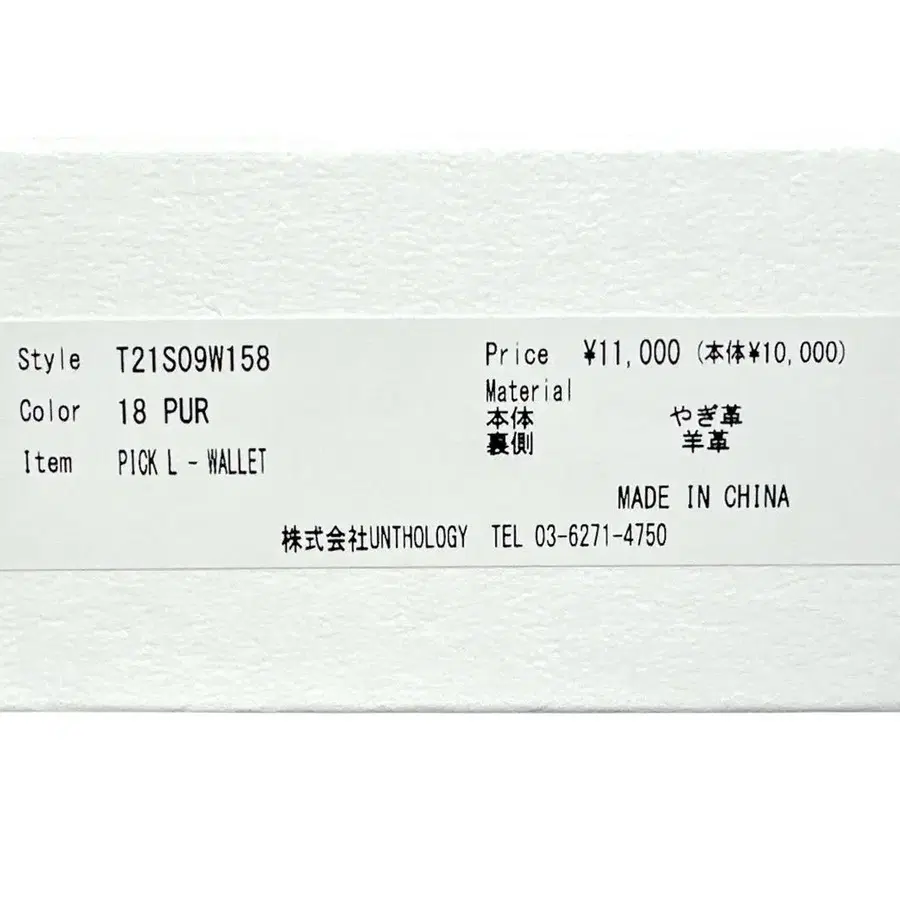 Style T21S09W158
Color 18 PUR
Item PICK L - WALLET
Price ¥11,000 (本体¥10,000)
Material
本体 やぎ革
裏側 羊革
MADE IN CHINA
株式会社UNTHOLOGY TEL 03-6271-4750